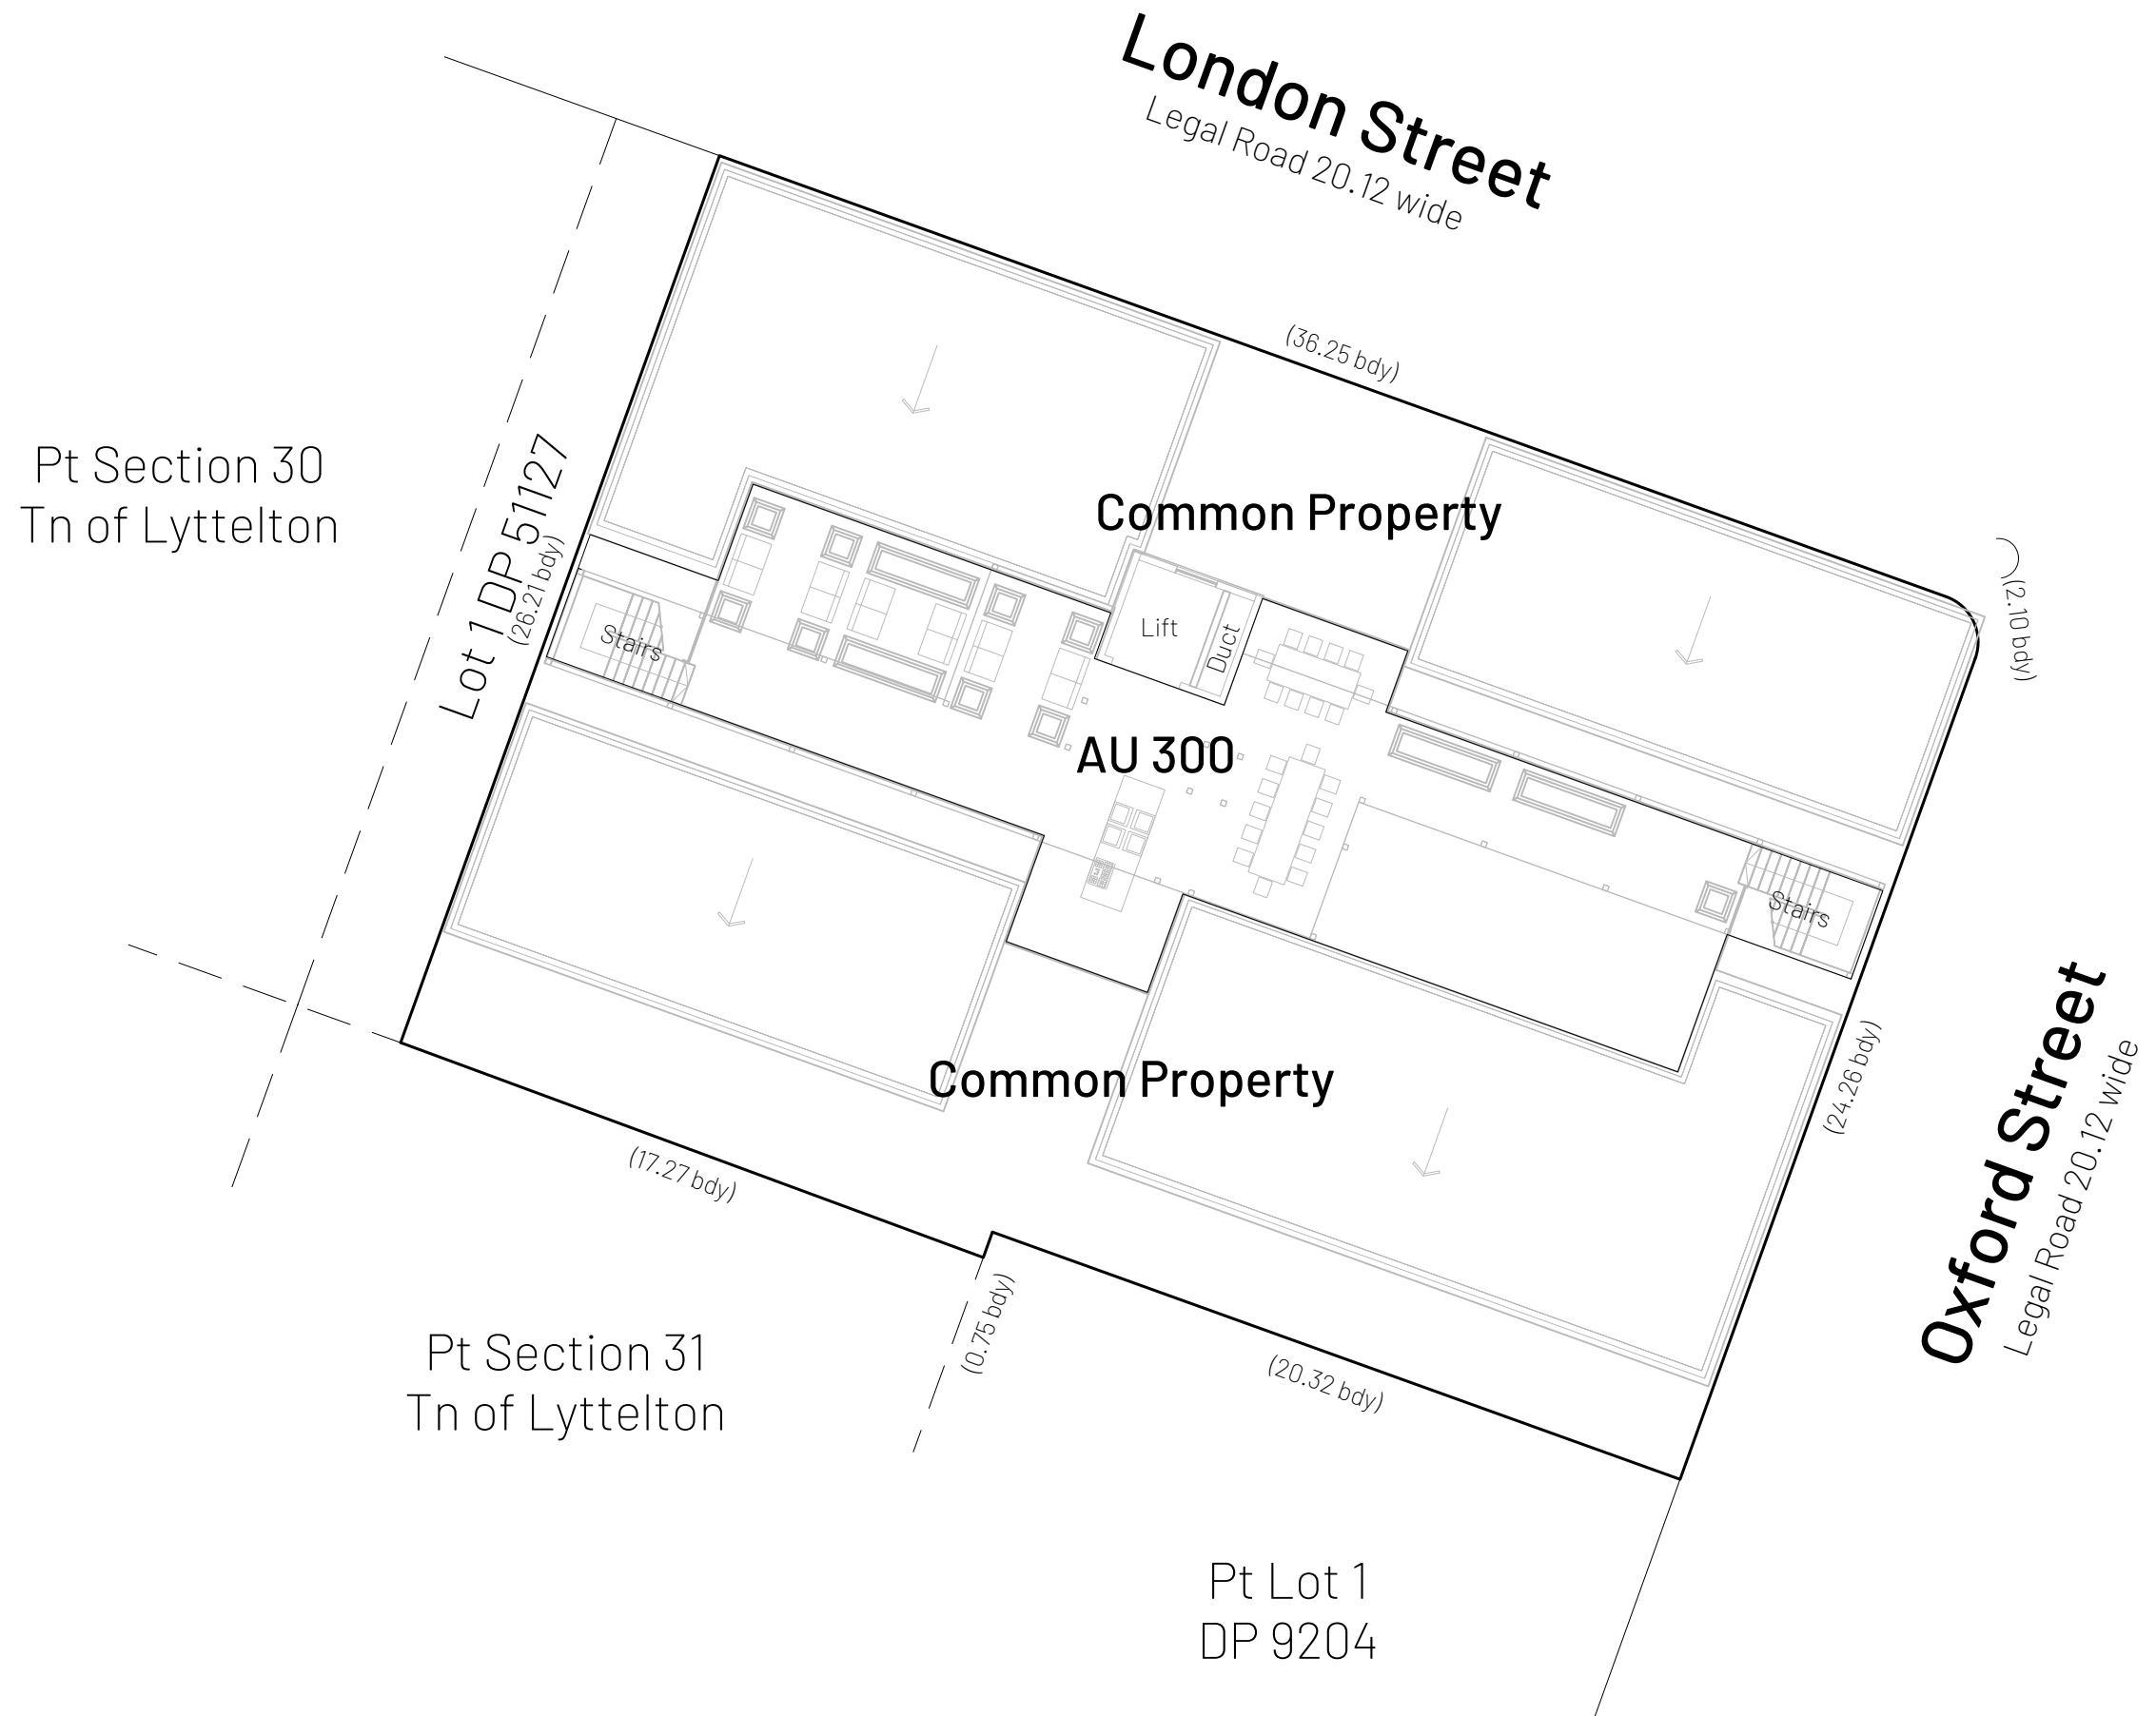 London Street
Legal Road 20.12 wide
(36.25 bdy)
Pt Section 30
Tn of Lyttelton
Lot 1 DP 51127
(26.21 bdy)
Common Property
(2.10 bdy)
Lift
Duct
Stairs
AU 300
Stairs
Oxford Street
Legal Road 20.12 wide
(24.26 bdy)
Common Property
(17.27 bdy)
(0.75 bdy)
(20.32 bdy)
Pt Section 31
Tn of Lyttelton
Pt Lot 1
DP 9204